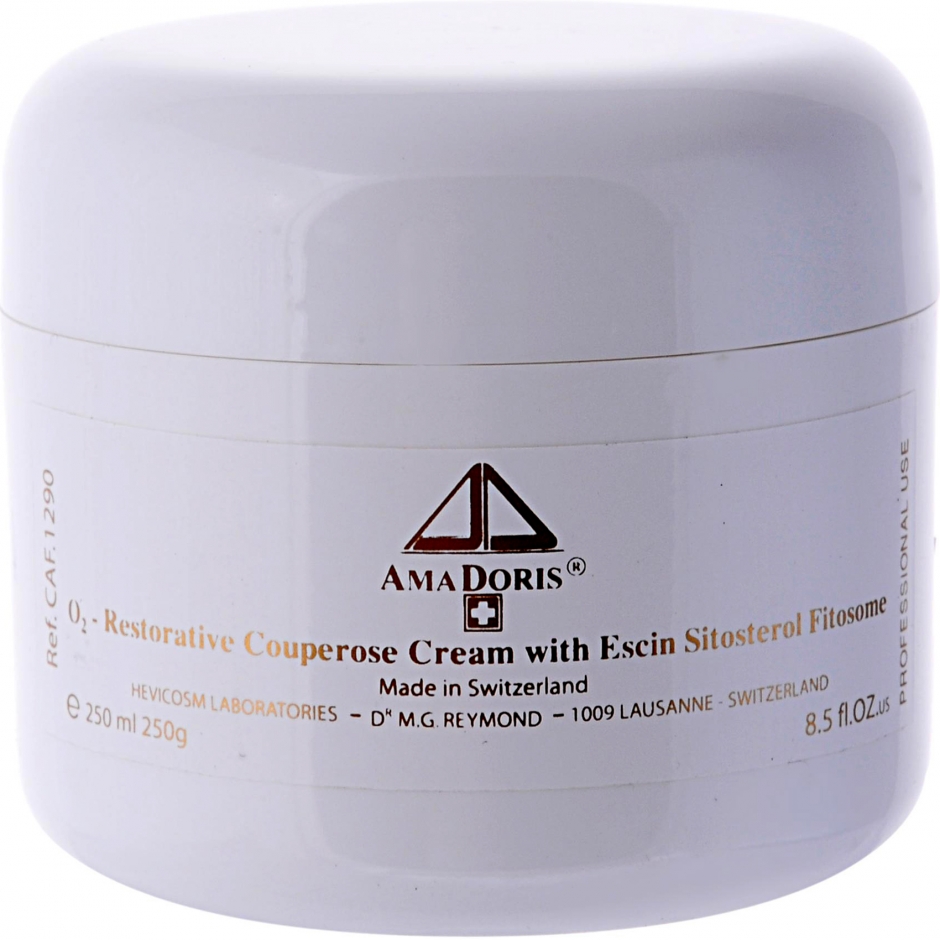 AMADORIS®
O₂ - Restorative Couperose Cream with Escin Sitosterol Fitosome
Made in Switzerland
HEVICOSM LABORATORIES – Dᴿ M.G. REYMOND – 1009 LAUSANNE - SWITZERLAND
℮ 250 ml 250g
8.5 fl.OZ.us
Ref. CAF.1290
PROFESSIONAL USE